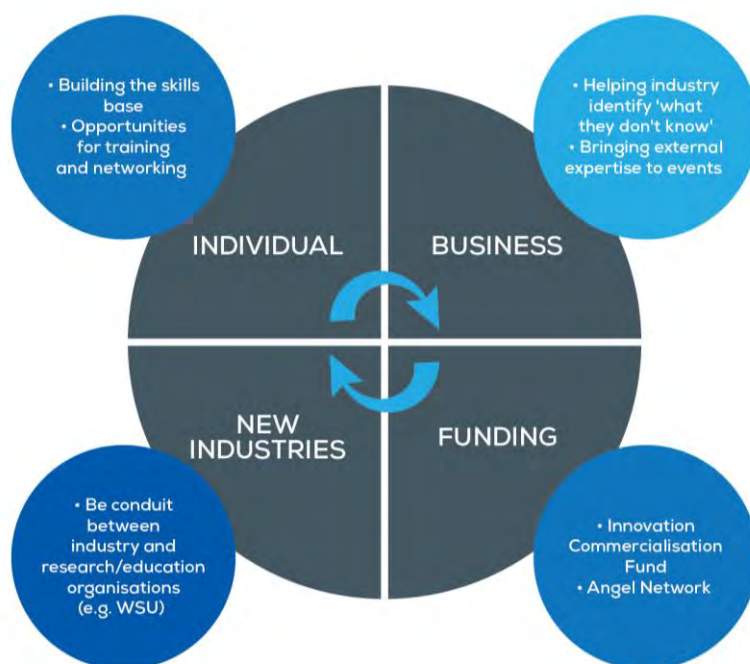 • Building the skills
base
• Opportunities
for training
and networking
• Helping industry
identify 'what
they don't know'
• Bringing external
expertise to events
INDIVIDUAL
BUSINESS
NEW
INDUSTRIES
FUNDING
• Be conduit
between
industry and
research/education
organisations
(e.g. WSU)
• Innovation
Commercialisation
Fund
• Angel Network